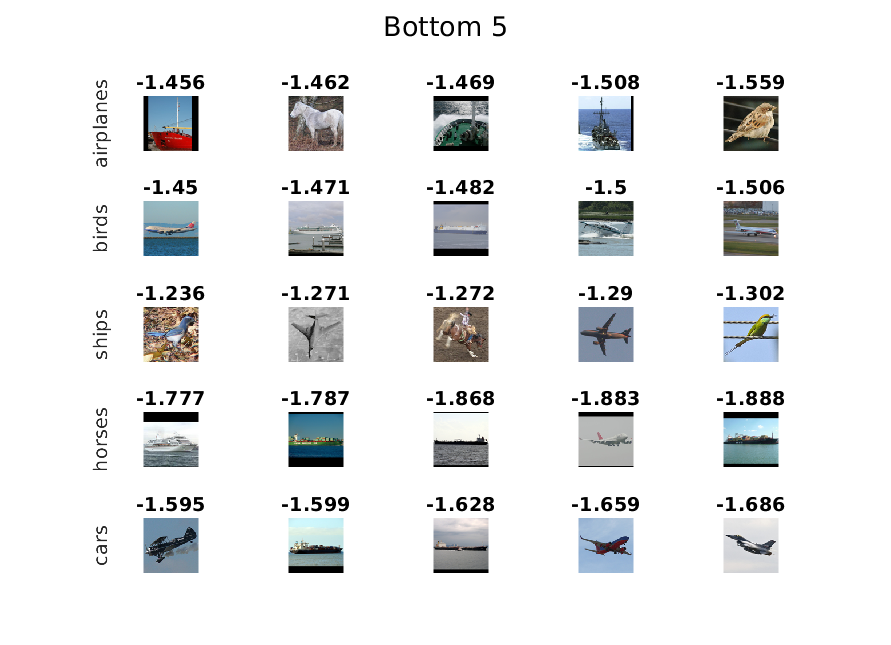 Bottom 5
airplanes
-1.456 -1.462 -1.469 -1.508 -1.559
birds
-1.45 -1.471 -1.482 -1.5 -1.506
ships
-1.236 -1.271 -1.272 -1.29 -1.302
horses
-1.777 -1.787 -1.868 -1.883 -1.888
cars
-1.595 -1.599 -1.628 -1.659 -1.686